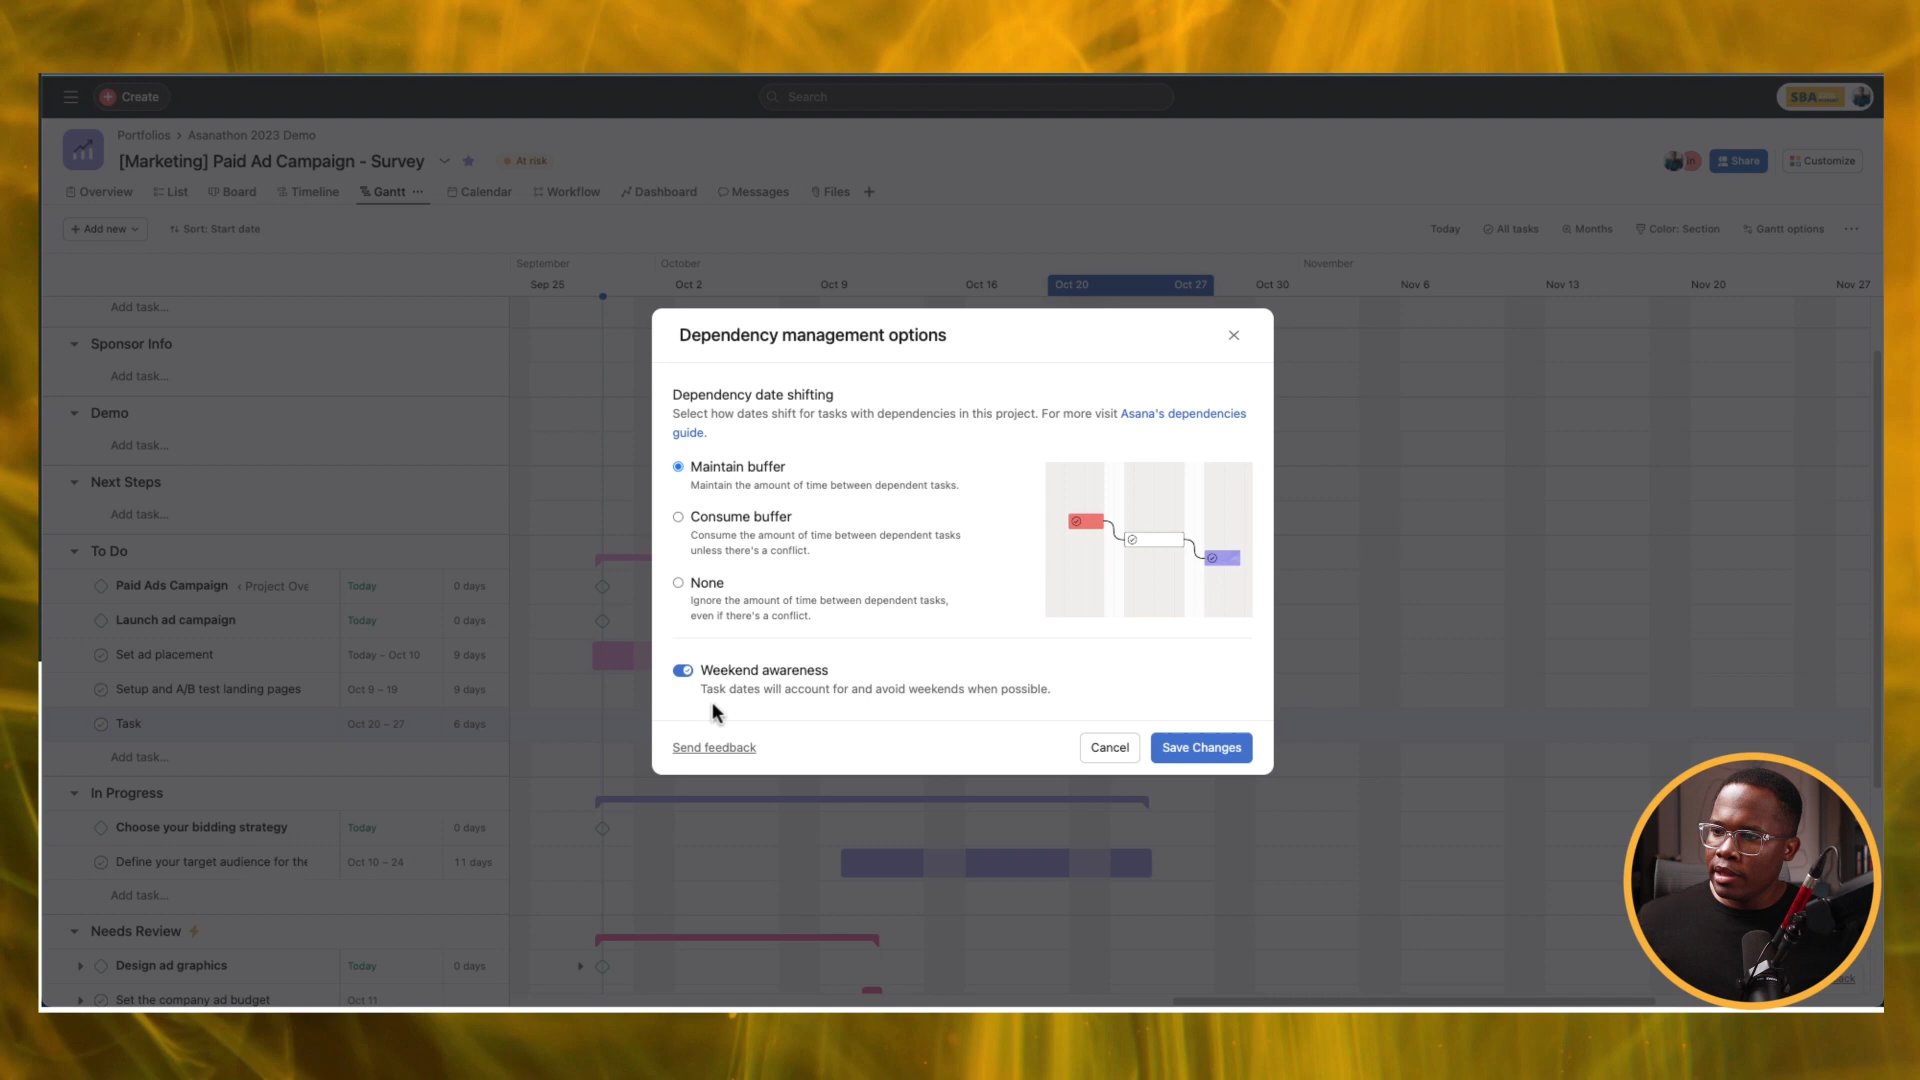 Create
Search
SBA
Portfolios › Asanathon 2023 Demo
[Marketing] Paid Ad Campaign - Survey
At risk
in
Share
Customize
Overview
List
Board
Timeline
Gantt
Calendar
Workflow
Dashboard
Messages
Files
+ Add new
Sort: Start date
Today
All tasks
Months
Color: Section
Gantt options
September
October
November
Sep 25
Oct 2
Oct 9
Oct 16
Oct 20
Oct 27
Oct 30
Nov 6
Nov 13
Nov 20
Nov 27
Add task...
Sponsor Info
Add task...
Demo
Add task...
Next Steps
Add task...
To Do
Paid Ads Campaign ‹ Project Ove
Today
0 days
Launch ad campaign
Today
0 days
Set ad placement
Today – Oct 10
9 days
Setup and A/B test landing pages
Oct 9 – 19
9 days
Task
Oct 20 – 27
6 days
Add task...
In Progress
Choose your bidding strategy
Today
0 days
Define your target audience for the
Oct 10 – 24
11 days
Add task...
Needs Review
Design ad graphics
Today
0 days
Set the company ad budget
Oct 11
Dependency management options
Dependency date shifting
Select how dates shift for tasks with dependencies in this project. For more visit Asana's dependencies
guide.
Maintain buffer
Maintain the amount of time between dependent tasks.
Consume buffer
Consume the amount of time between dependent tasks
unless there's a conflict.
None
Ignore the amount of time between dependent tasks,
even if there's a conflict.
Weekend awareness
Task dates will account for and avoid weekends when possible.
Send feedback
Cancel
Save Changes